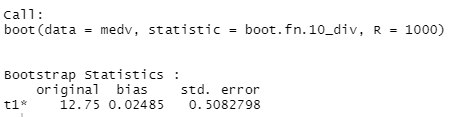 Call:
boot(data = medv, statistic = boot.fn.10_div, R = 1000)
Bootstrap Statistics :
original bias std. error
t1* 12.75 0.02485 0.5082798